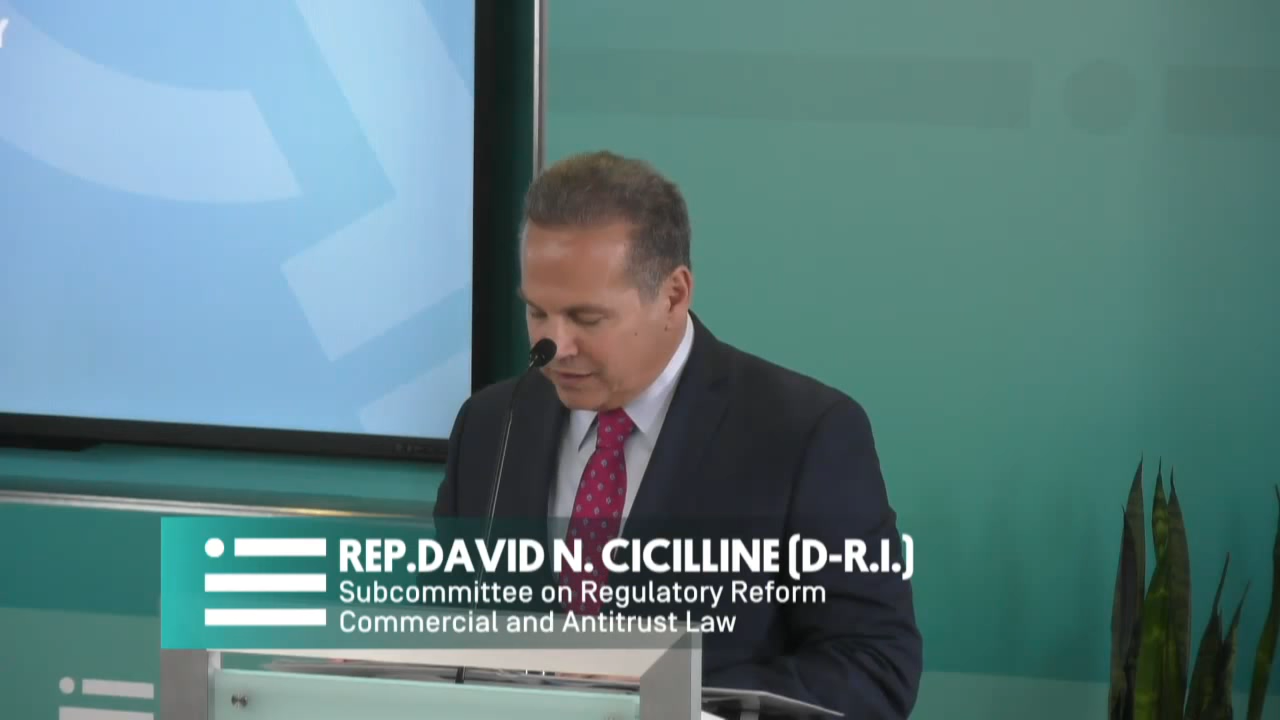 REP.DAVID N. CICILLINE (D-R.I.)
Subcommittee on Regulatory Reform
Commercial and Antitrust Law